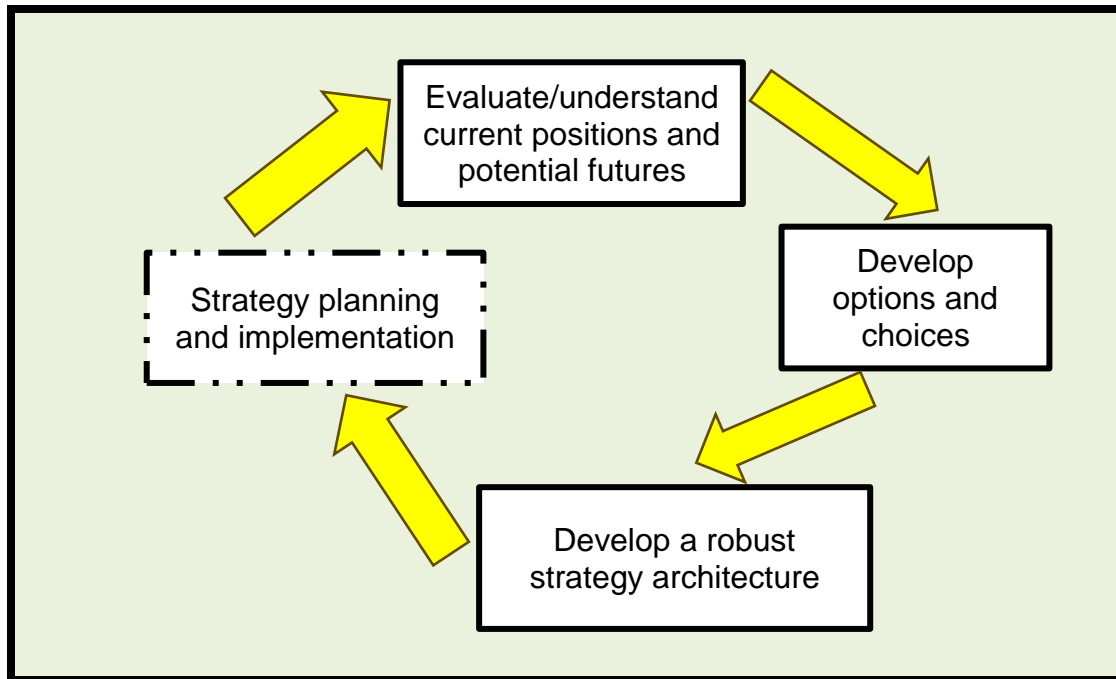 Evaluate/understand
current positions and
potential futures
Develop
options and
choices
Develop a robust
strategy architecture
Strategy planning
and implementation